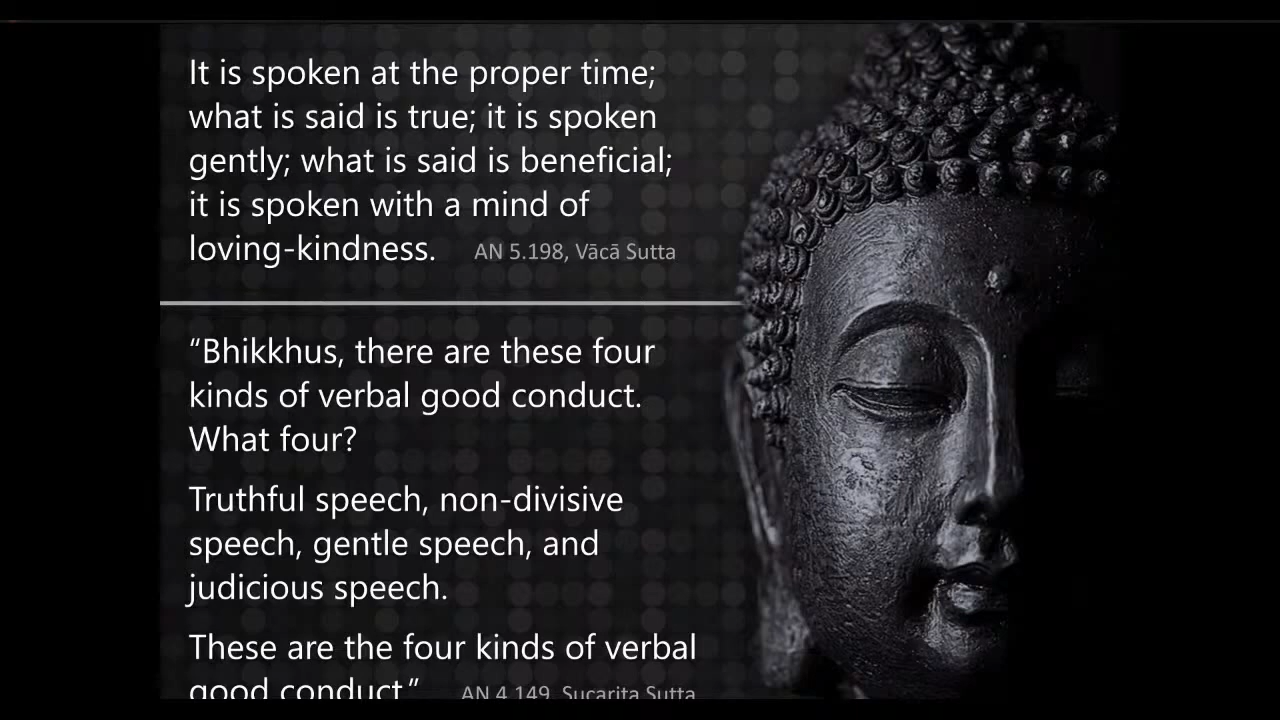 It is spoken at the proper time;
what is said is true; it is spoken
gently; what is said is beneficial;
it is spoken with a mind of
loving-kindness. AN 5.198, Vācā Sutta
“Bhikkhus, there are these four
kinds of verbal good conduct.
What four?
Truthful speech, non-divisive
speech, gentle speech, and
judicious speech.
These are the four kinds of verbal
good conduct” AN 4.149, Sucarita Sutta